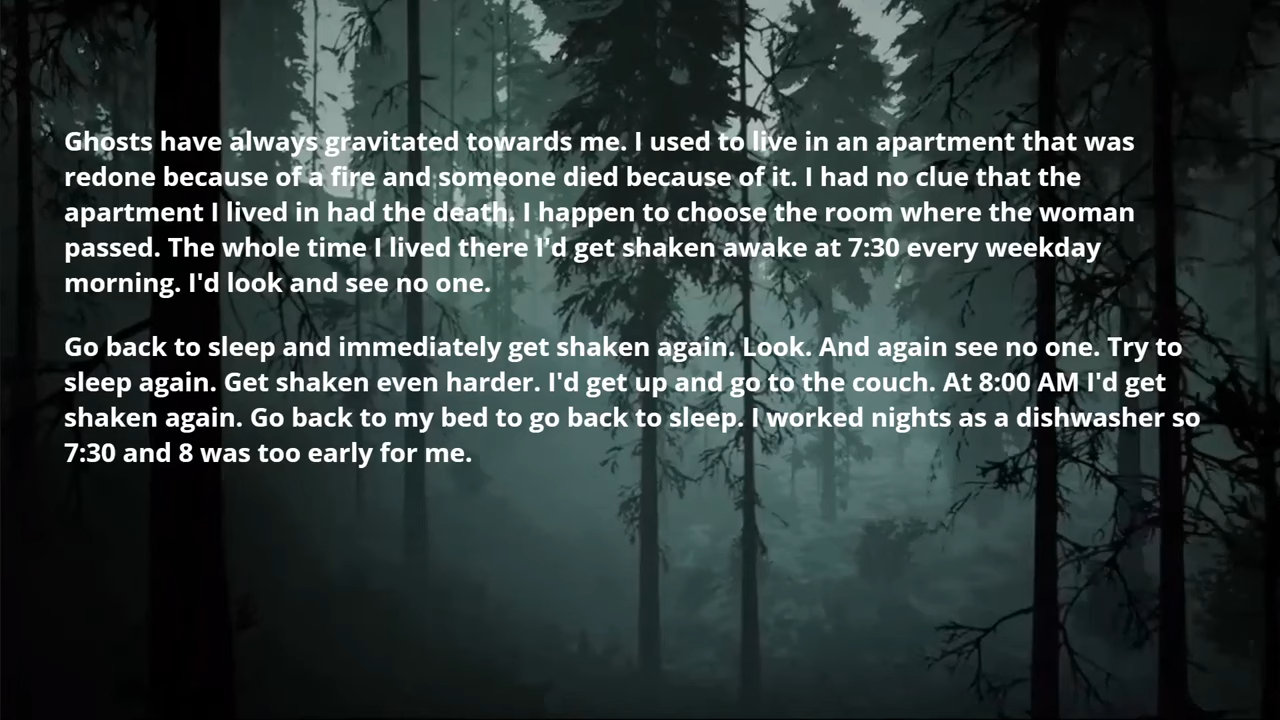 Ghosts have always gravitated towards me. I used to live in an apartment that was
redone because of a fire and someone died because of it. I had no clue that the
apartment I lived in had the death. I happen to choose the room where the woman
passed. The whole time I lived there I'd get shaken awake at 7:30 every weekday
morning. I'd look and see no one.
Go back to sleep and immediately get shaken again. Look. And again see no one. Try to
sleep again. Get shaken even harder. I'd get up and go to the couch. At 8:00 AM I'd get
shaken again. Go back to my bed to go back to sleep. I worked nights as a dishwasher so
7:30 and 8 was too early for me.